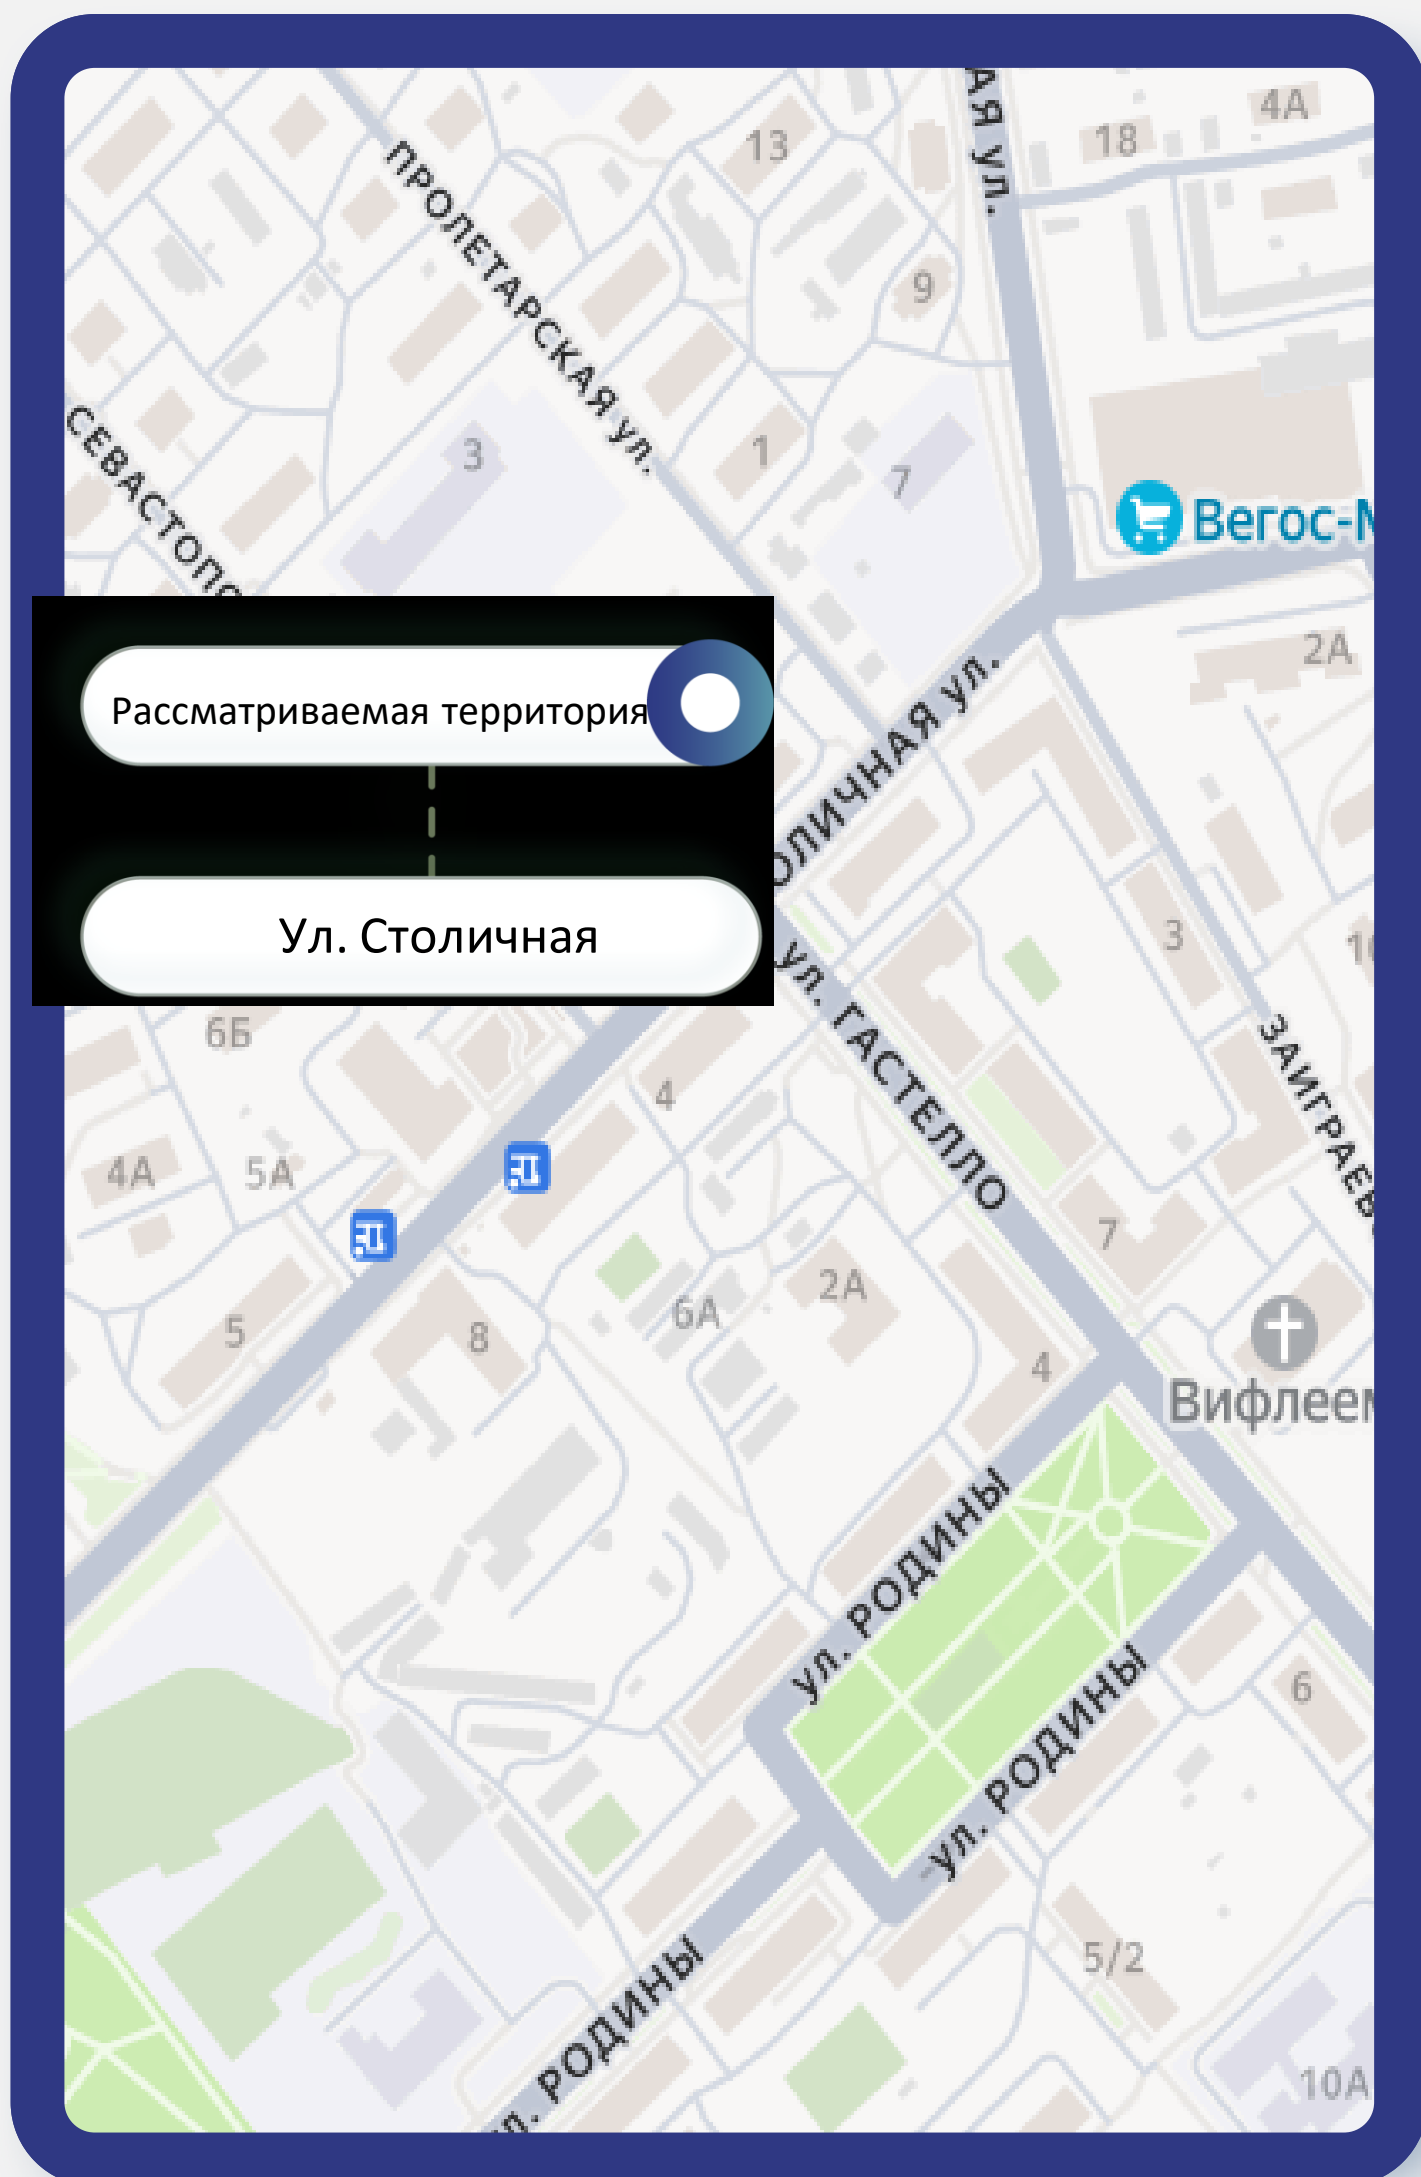 АЯ ул.
4А
18
13
ПРОЛЕТАРСКАЯ ул.
9
СЕВАСТОПО
3
1
7
Вегос-М
2А
Рассматриваемая территория
ОЛИЧНАЯ ул.
Ул. Столичная
3
ул. ГАСТЕЛЛО
6Б
4
ЗАИГРАЕВ
4А
5А
7
5
8
6А
2А
4
Вифлеем
ул. РОДИНЫ
6
ул. РОДИНЫ
5/2
л. РОДИНЫ
10А